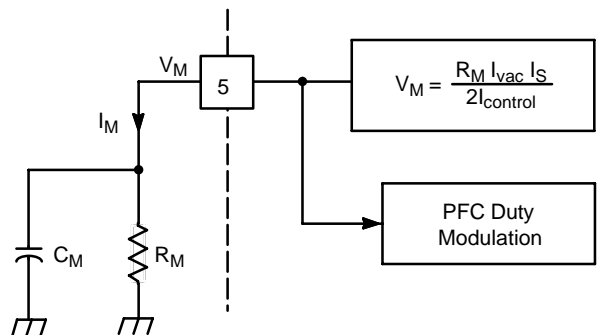 V_M
5
V_M = R_M I_vac I_S / 2I_control
I_M
PFC Duty
Modulation
C_M
R_M